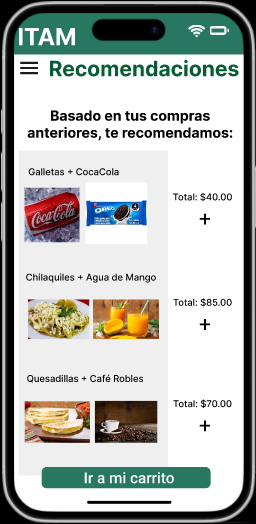 ITAM
Recomendaciones
Basado en tus compras
anteriores, te recomendamos:
Galletas + CocaCola
Coca-Cola
OREO
Total: $40.00
+
Chilaquiles + Agua de Mango
Total: $85.00
+
Quesadillas + Café Robles
Total: $70.00
+
Ir a mi carrito